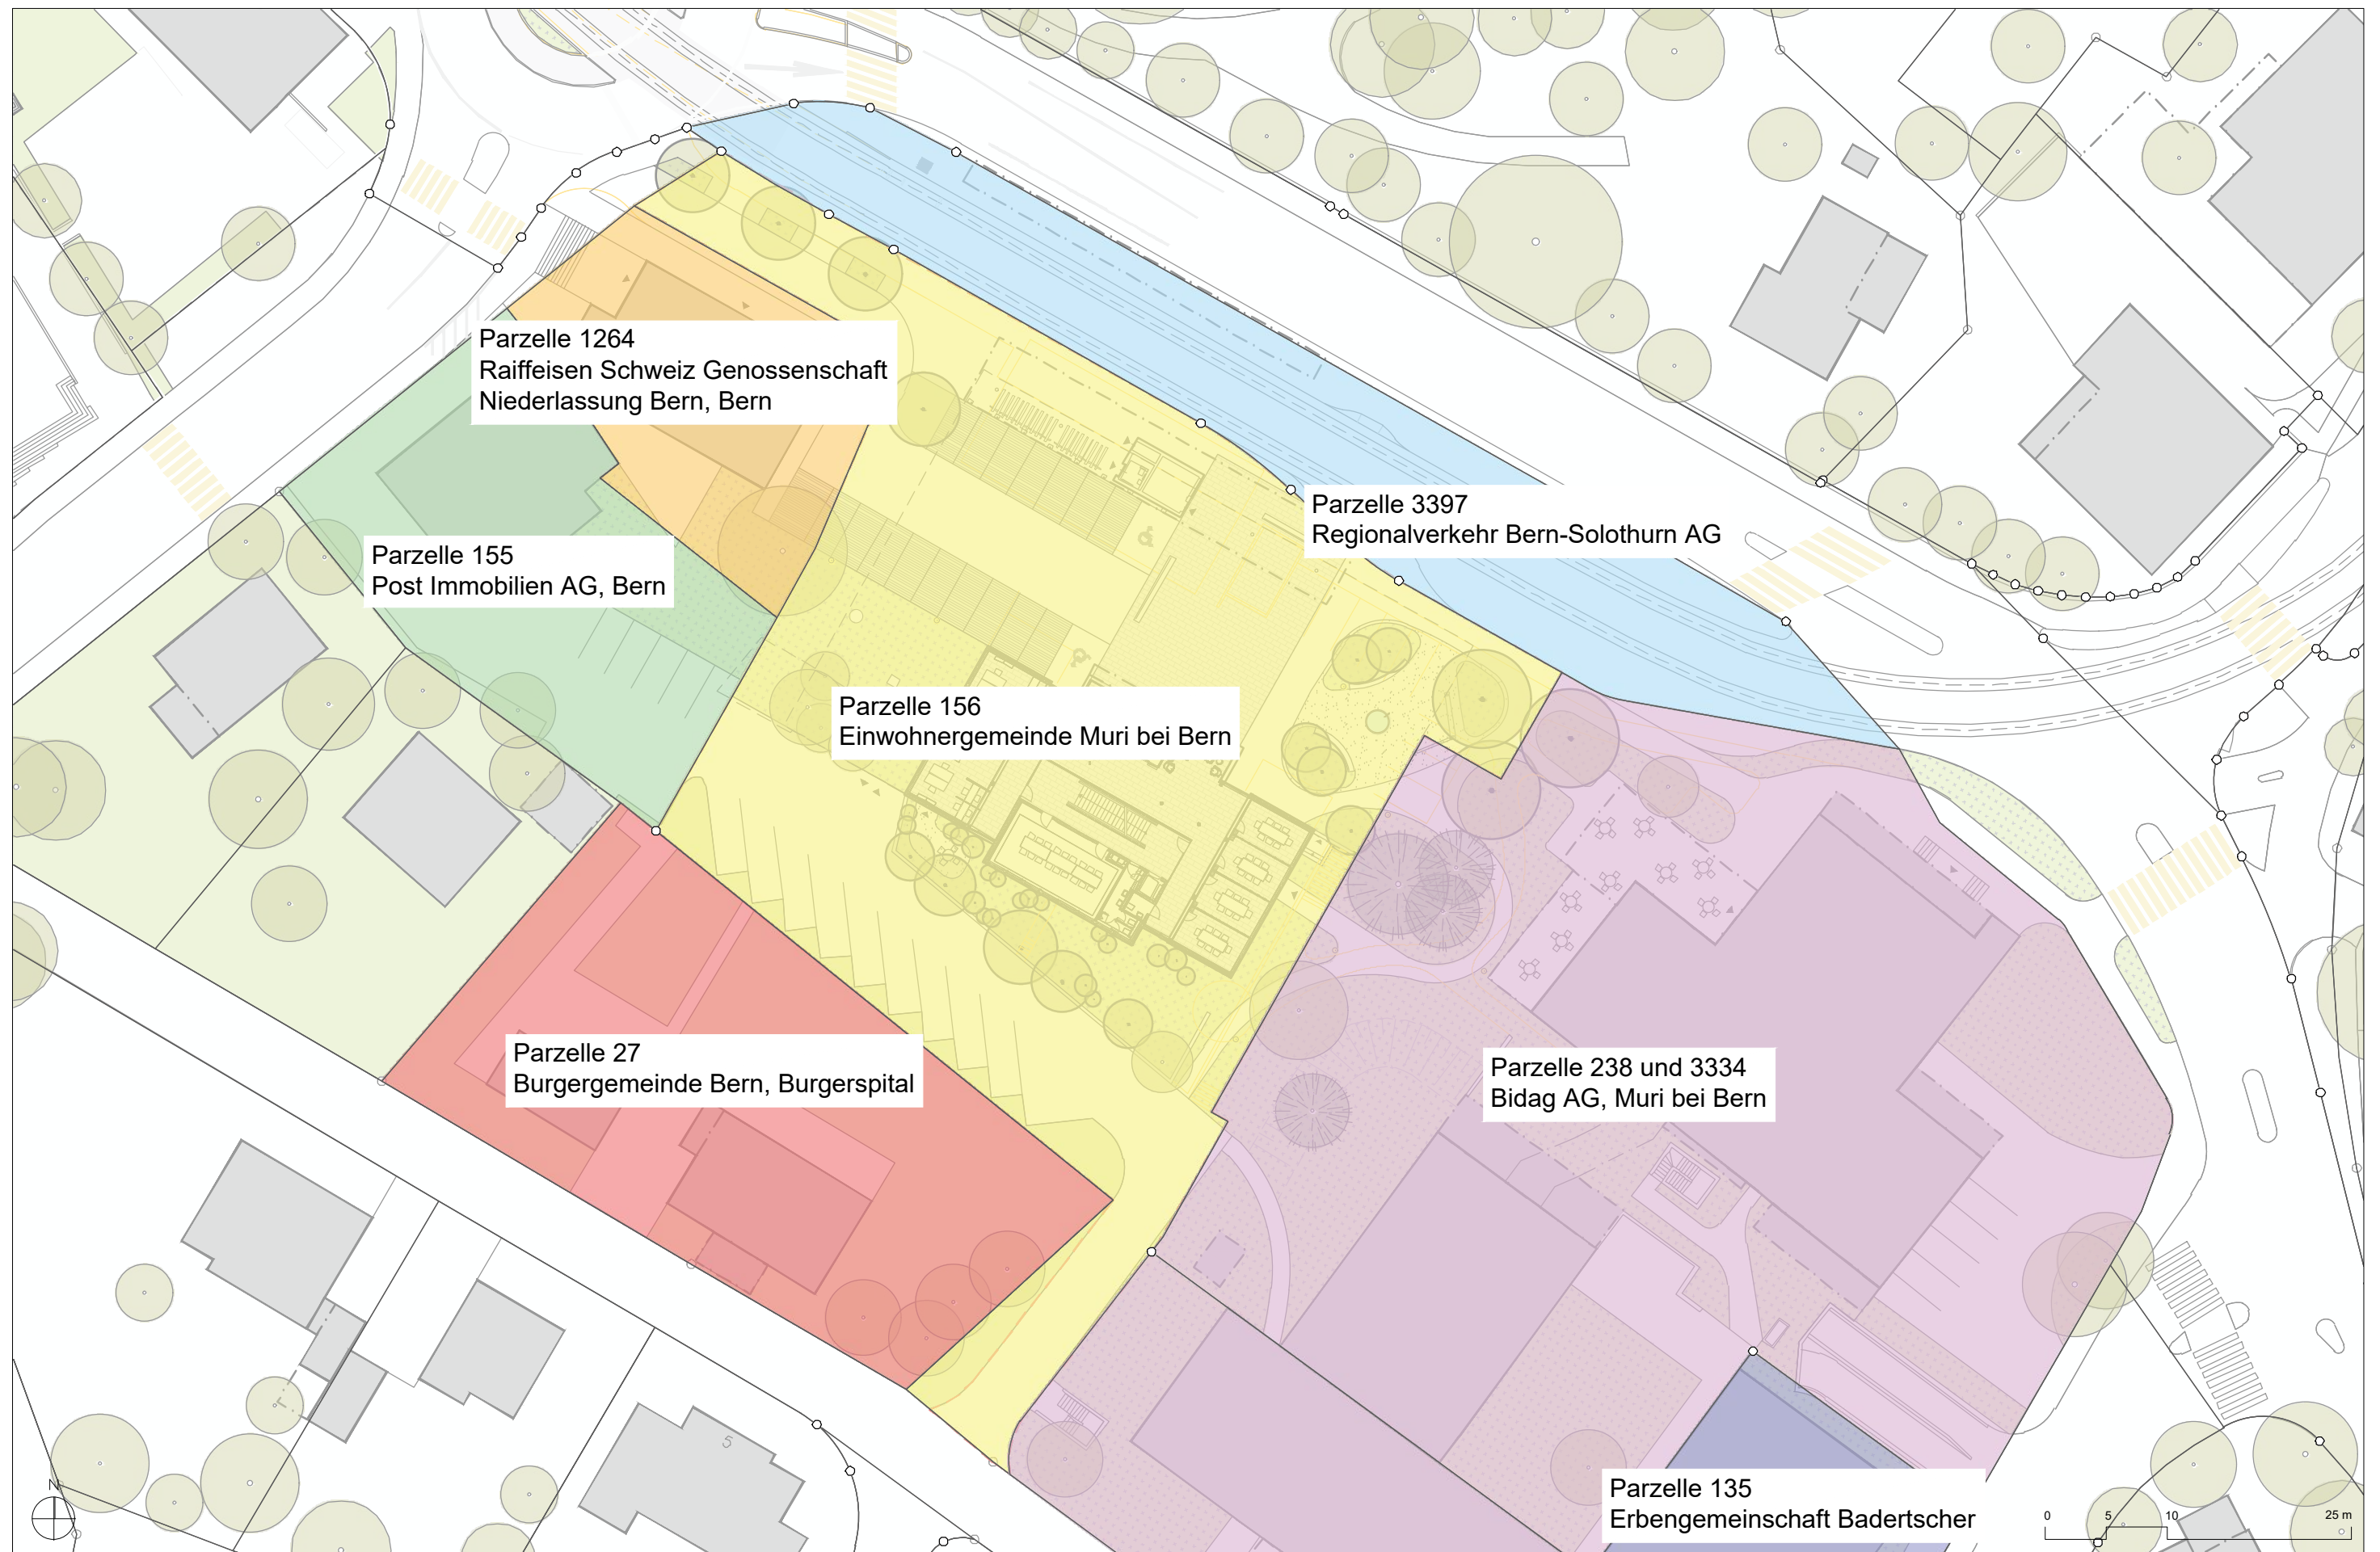 Parzelle 1264
Raiffeisen Schweiz Genossenschaft
Niederlassung Bern, Bern
Parzelle 3397
Regionalverkehr Bern-Solothurn AG
Parzelle 155
Post Immobilien AG, Bern
Parzelle 156
Einwohnergemeinde Muri bei Bern
Parzelle 27
Burgergemeinde Bern, Burgerspital
Parzelle 238 und 3334
Bidag AG, Muri bei Bern
5
Parzelle 135
Erbengemeinschaft Badertscher
N
0 5 10 25 m